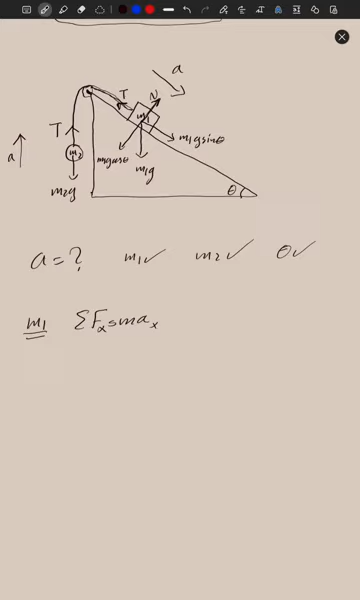 a
T
N
m1
T
m1gsinθ
a
m2
m1gcosθ
m1g
m2g
θ
a = ? m1 ✓ m2 ✓ θ ✓
m1 ΣFx = max